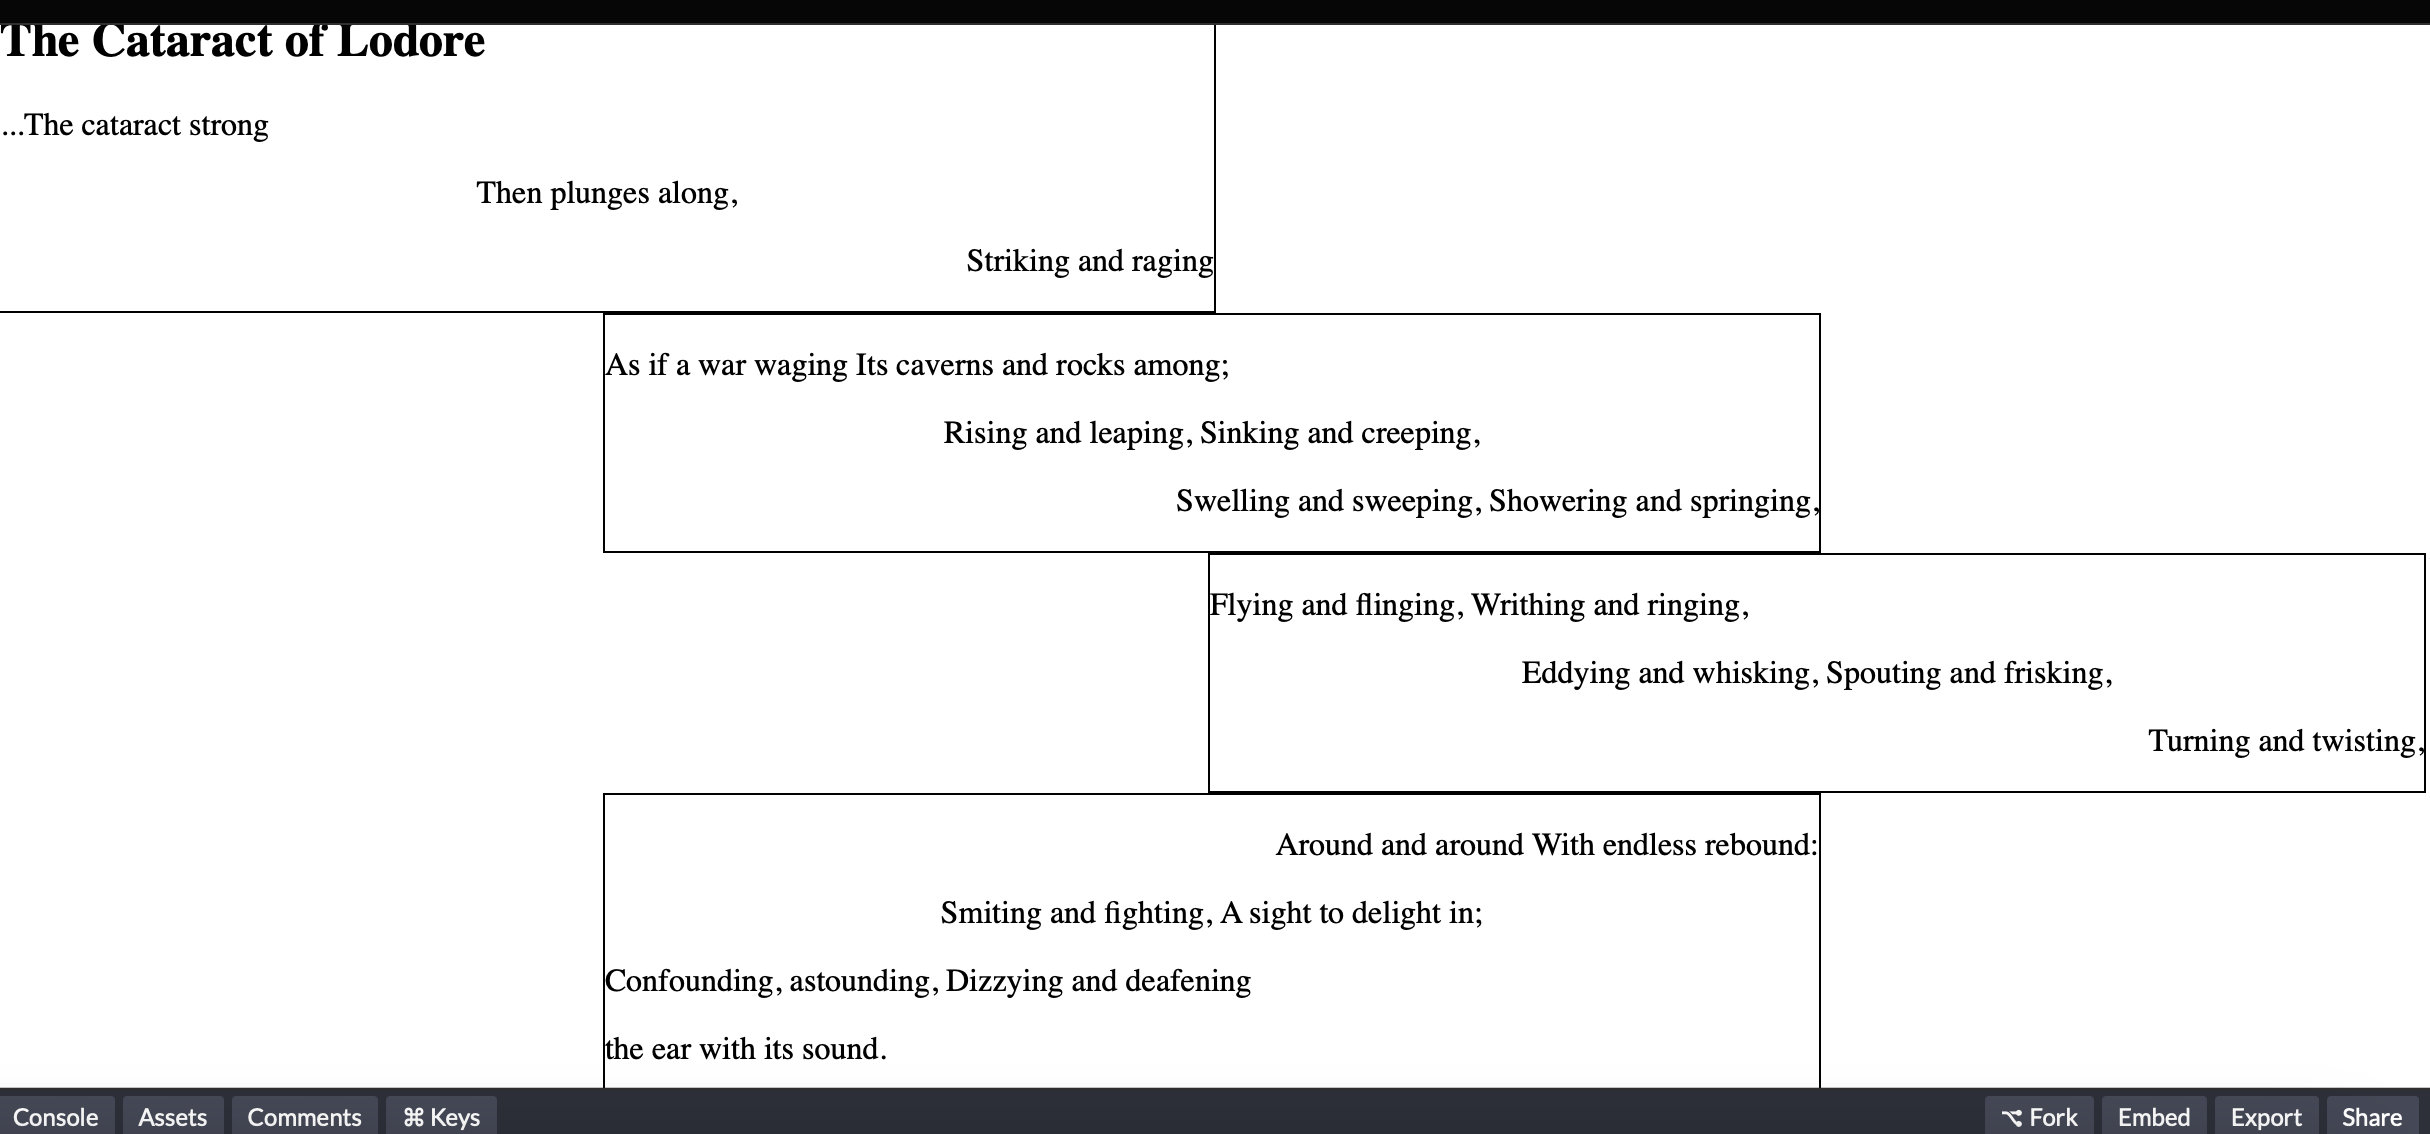 The Cataract of Lodore
...The cataract strong
Then plunges along,
Striking and raging
As if a war waging Its caverns and rocks among;
Rising and leaping, Sinking and creeping,
Swelling and sweeping, Showering and springing,
Flying and flinging, Writhing and ringing,
Eddying and whisking, Spouting and frisking,
Turning and twisting,
Around and around With endless rebound:
Smiting and fighting, A sight to delight in;
Confounding, astounding, Dizzying and deafening
the ear with its sound.
Console Assets Comments ⌘ Keys ⌥ Fork Embed Export Share